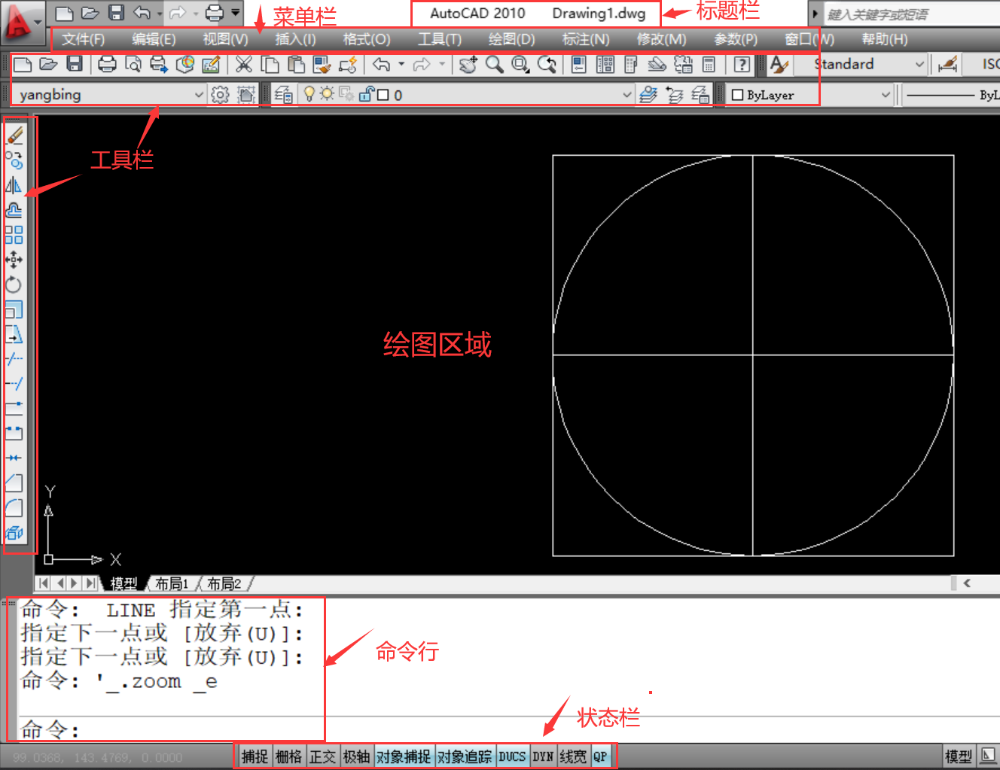 菜单栏
AutoCAD 2010 Drawing1.dwg
标题栏
键入关键字或短语
文件(F) 编辑(E) 视图(V) 插入(I) 格式(O) 工具(T) 绘图(D) 标注(N) 修改(M) 参数(P) 窗口(W) 帮助(H)
Standard
ISO
yangbing
0
ByLayer
ByL
工具栏
绘图区域
Y
X
模型 布局1 布局2
命令: LINE 指定第一点:
指定下一点或 [放弃(U)]:
指定下一点或 [放弃(U)]:
命令: '_.zoom _e
命令行
状态栏
命令:
99.0368, 143.4769, 0.0000
捕捉 栅格 正交 极轴 对象捕捉 对象追踪 DUCS DYN 线宽 QP
模型